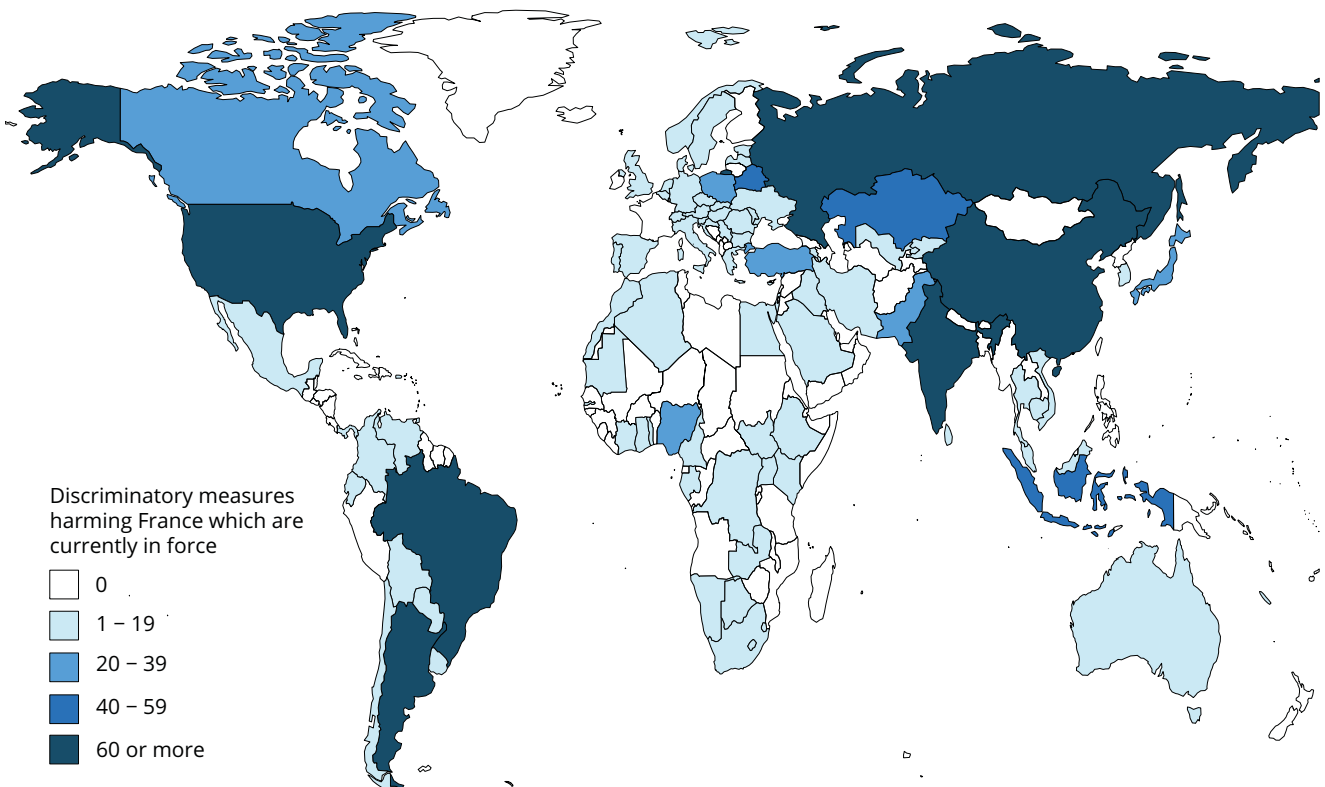 Discriminatory measures
harming France which are
currently in force
0
1 − 19
20 − 39
40 − 59
60 or more